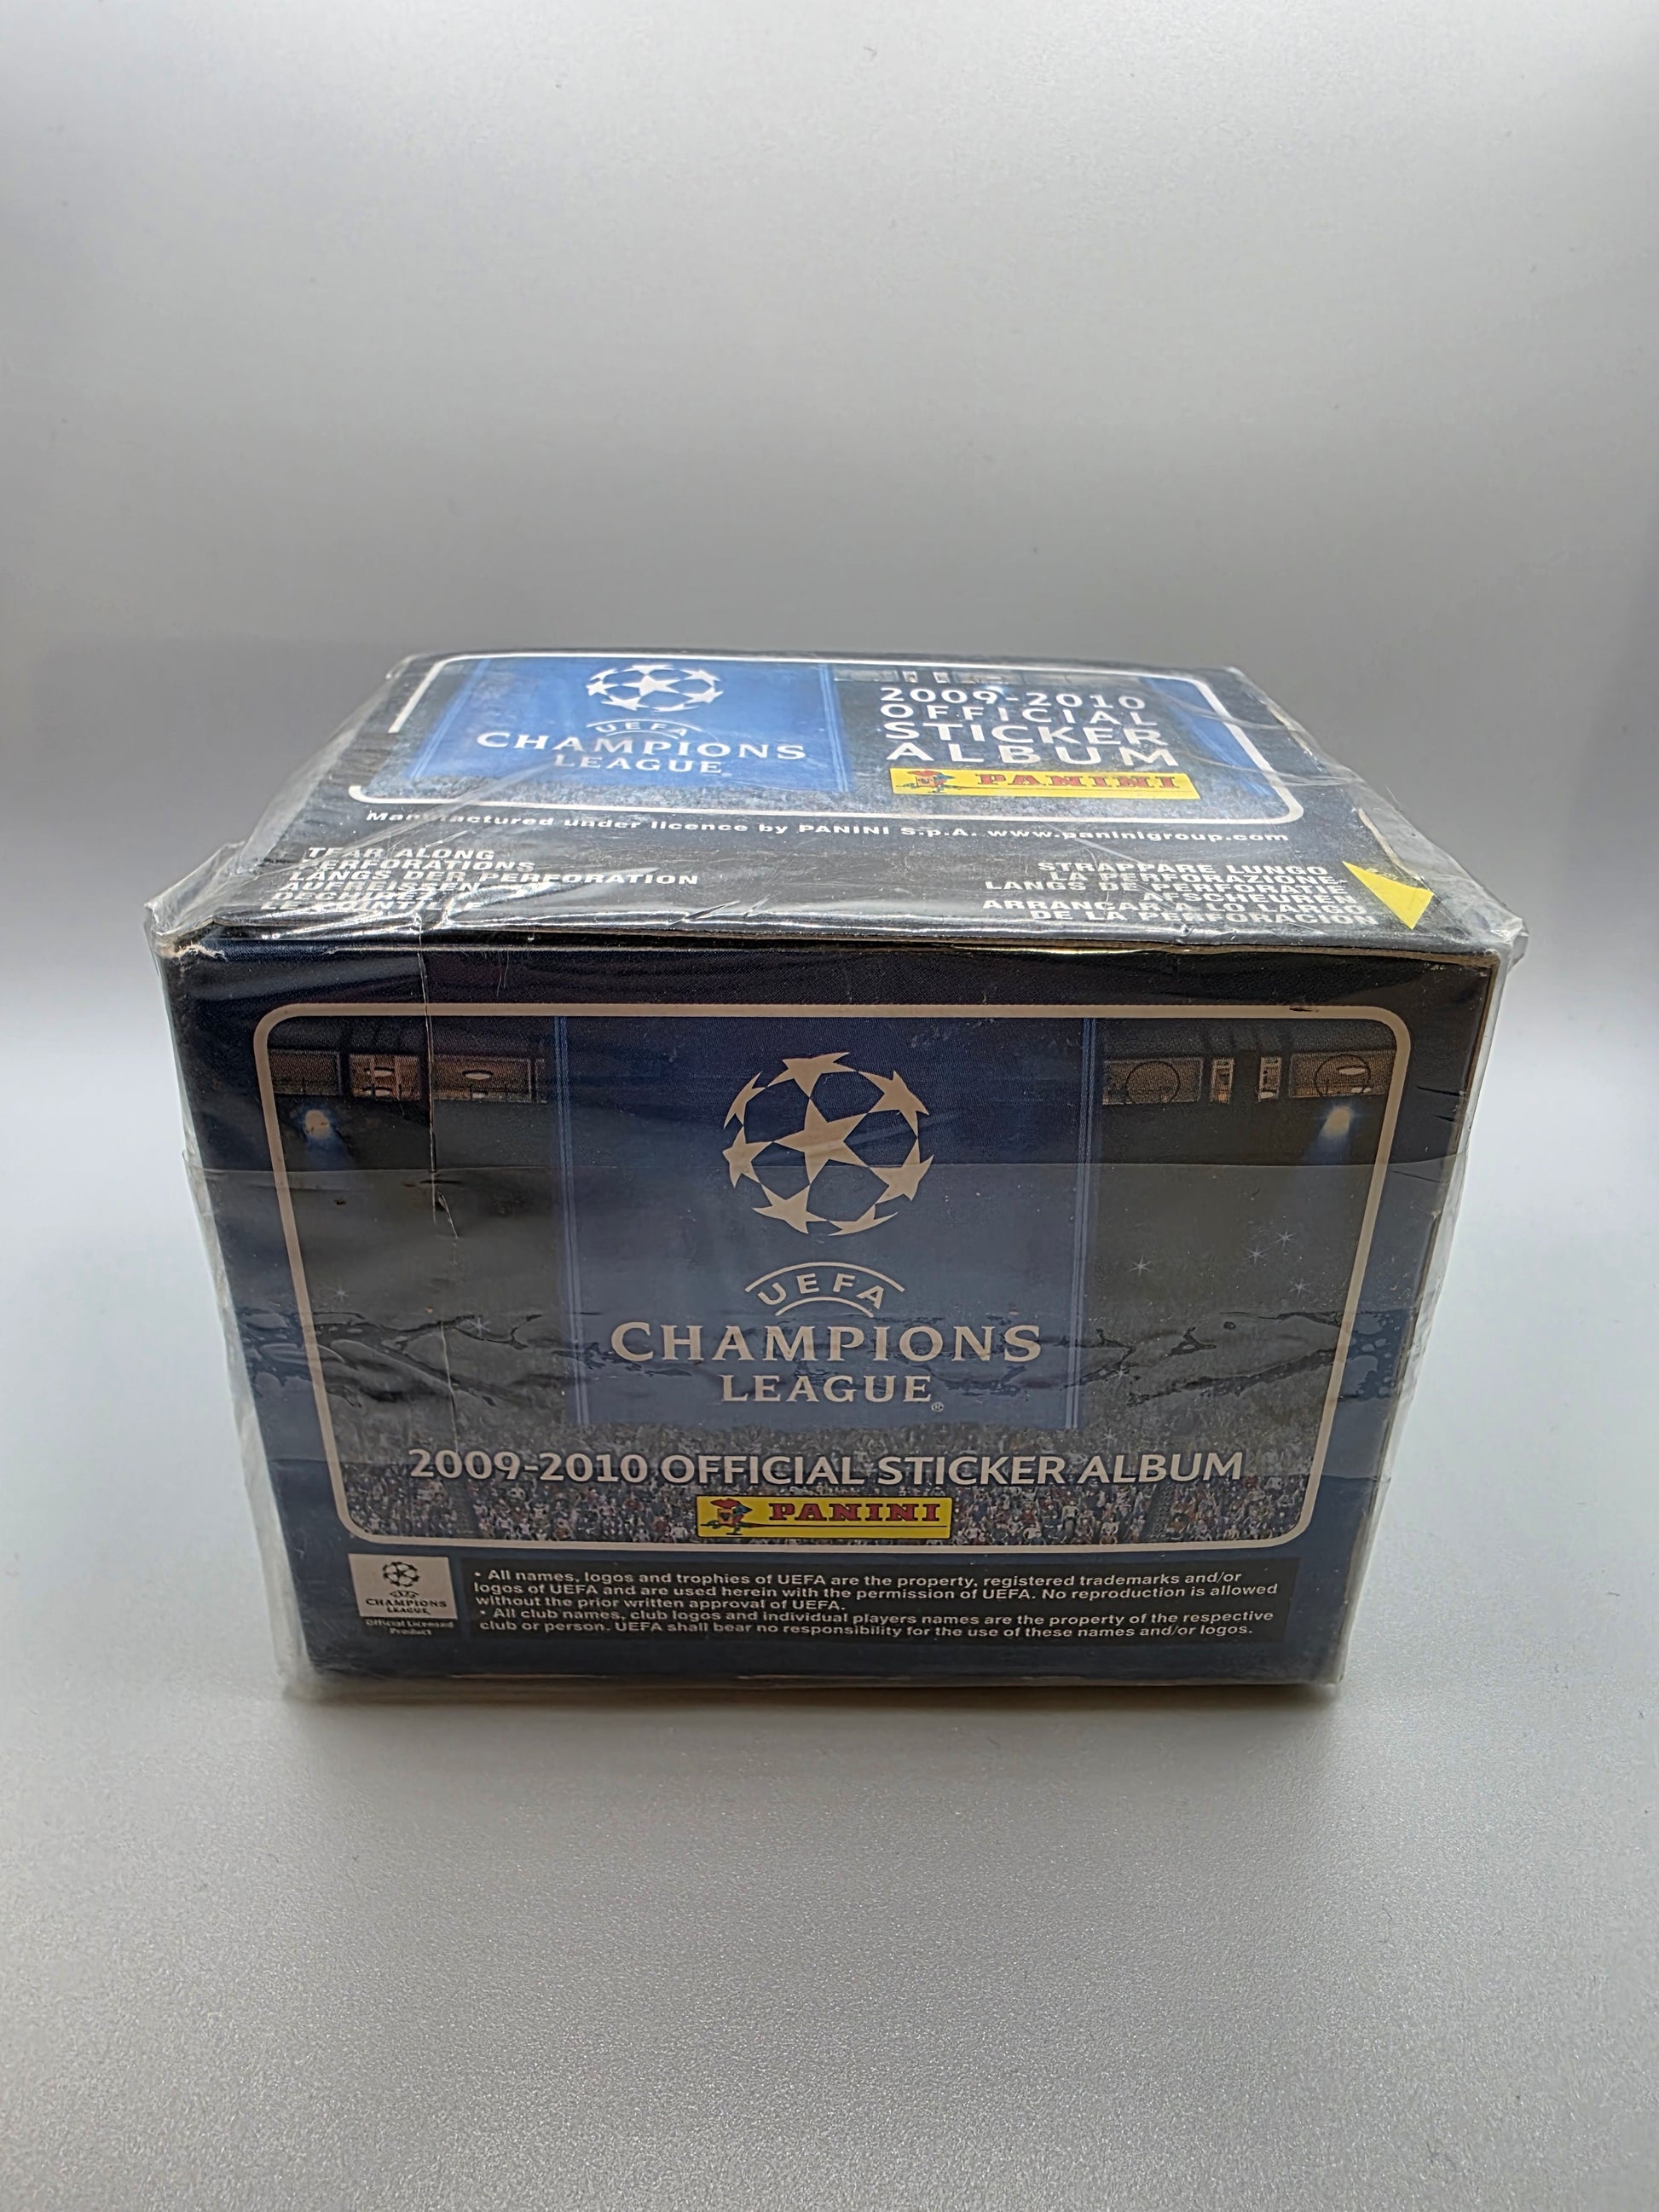 UEFA
CHAMPIONS
LEAGUE
2009-2010
OFFICIAL
STICKER
ALBUM
PANINI
Manufactured under licence by PANINI S.p.A. www.paninigroup.com
TEAR ALONG
PERFORATIONS
LÄNGS DER PERFORATION
AUFREISSEN
DECHIREZ
LE POINTILLE
STRAPPARE LUNGO
LA PERFORAZIONE
LANGS DE PERFORATIE
AFSCHEUREN
ARRANCAR A LO LARGO
DE LA PERFORACION
UEFA
CHAMPIONS
LEAGUE®
2009-2010 OFFICIAL STICKER ALBUM
PANINI
CHAMPIONS
LEAGUE
Official Licensed
Product
• All names, logos and trophies of UEFA are the property, registered trademarks and/or
logos of UEFA and are used herein with the permission of UEFA. No reproduction is allowed
without the prior written approval of UEFA.
• All club names, club logos and individual players names are the property of the respective
club or person. UEFA shall bear no responsibility for the use of these names and/or logos.